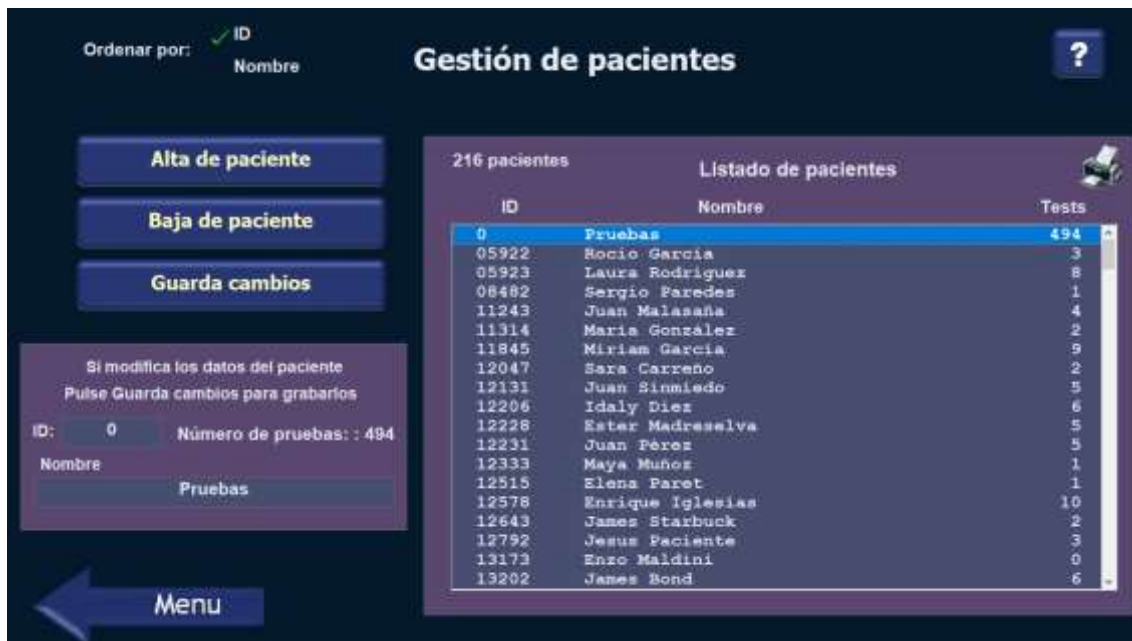 Ordenar por:
ID
Nombre
Gestión de pacientes
?
Alta de paciente
Baja de paciente
Guarda cambios
Si modifica los datos del paciente
Pulse Guarda cambios para grabarlos
ID: 0 Número de pruebas: : 494
Nombre
Pruebas
Menu
216 pacientes Listado de pacientes
ID Nombre Tests
0 Pruebas 494
05922 Rocio García 3
05923 Laura Rodriguez 8
08482 Sergio Paredes 1
11243 Juan Malasaña 4
11314 María González 2
11845 Miriam García 9
12047 Sara Carreño 2
12131 Juan Sinmiedo 5
12206 Idaly Diez 6
12228 Ester Madreselva 5
12231 Juan Pérez 5
12333 Maya Muñoz 1
12515 Elena Paret 1
12578 Enrique Iglesias 10
12643 James Starbuck 2
12792 Jesus Paciente 3
13173 Enzo Maldini 0
13202 James Bond 6